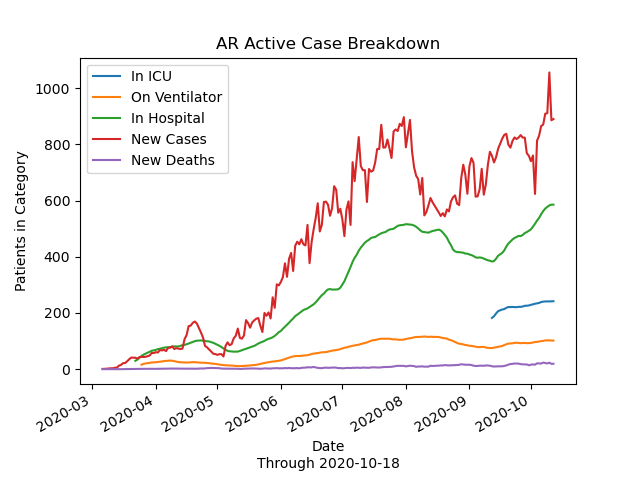 AR Active Case Breakdown
In ICU
On Ventilator
In Hospital
New Cases
New Deaths
1000
800
600
400
200
0
Patients in Category
2020-03
2020-04
2020-05
2020-06
2020-07
2020-08
2020-09
2020-10
Date
Through 2020-10-18